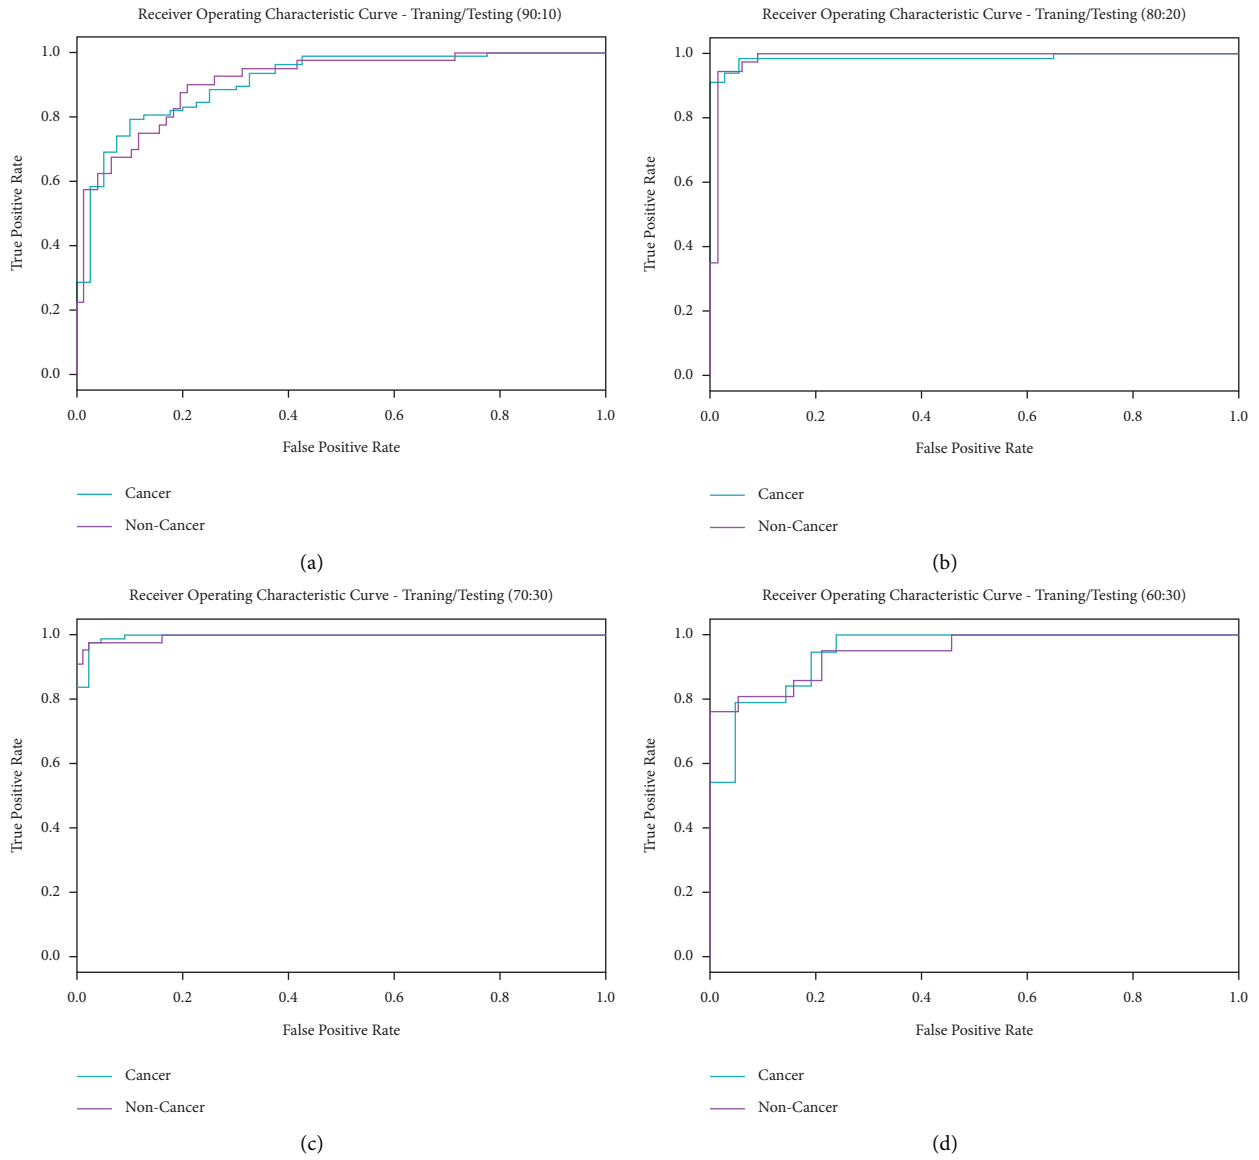 Receiver Operating Characteristic Curve - Traning/Testing (90:10)
1.0
0.8
0.6
0.4
0.2
0.0
True Positive Rate
0.0 0.2 0.4 0.6 0.8 1.0
False Positive Rate
Cancer
Non-Cancer
(a)
Receiver Operating Characteristic Curve - Traning/Testing (80:20)
1.0
0.8
0.6
0.4
0.2
0.0
True Positive Rate
0.0 0.2 0.4 0.6 0.8 1.0
False Positive Rate
Cancer
Non-Cancer
(b)
Receiver Operating Characteristic Curve - Traning/Testing (70:30)
1.0
0.8
0.6
0.4
0.2
0.0
True Positive Rate
0.0 0.2 0.4 0.6 0.8 1.0
False Positive Rate
Cancer
Non-Cancer
(c)
Receiver Operating Characteristic Curve - Traning/Testing (60:30)
1.0
0.8
0.6
0.4
0.2
0.0
True Positive Rate
0.0 0.2 0.4 0.6 0.8 1.0
False Positive Rate
Cancer
Non-Cancer
(d)